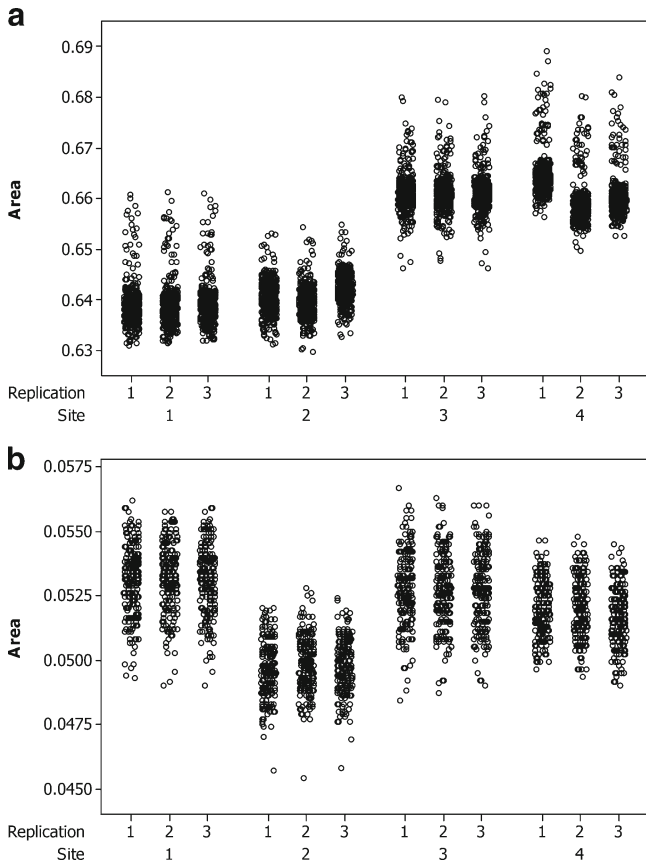 a
0.69
0.68
0.67
0.66
0.65
0.64
0.63
Area
Replication 1 2 3 1 2 3 1 2 3 1 2 3
Site 1 2 3 4
b
0.0575
0.0550
0.0525
0.0500
0.0475
0.0450
Area
Replication 1 2 3 1 2 3 1 2 3 1 2 3
Site 1 2 3 4